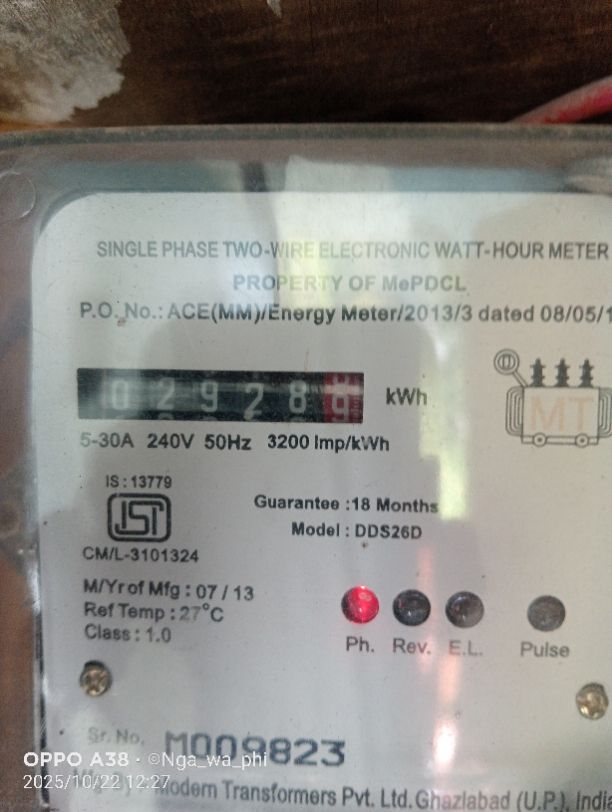 SINGLE PHASE TWO-WIRE ELECTRONIC WATT-HOUR METER
PROPERTY OF MePDCL
P.O. No.: ACE(MM)/Energy Meter/2013/3 dated 08/05/1
02928 kWh
MT
5-30A 240V 50Hz 3200 Imp/kWh
IS : 13779
Guarantee :18 Months
Model : DDS26D
CM/L-3101324
M/Yr of Mfg : 07 / 13
Ref Temp : 27°C
Class : 1.0
Ph. Rev. E.L. Pulse
Sr. No. M009823
OPPO A38 · ©Nga_wa_phi
2025/10/22 12:27
Modern Transformers Pvt. Ltd. Ghaziabad (U.P.), India